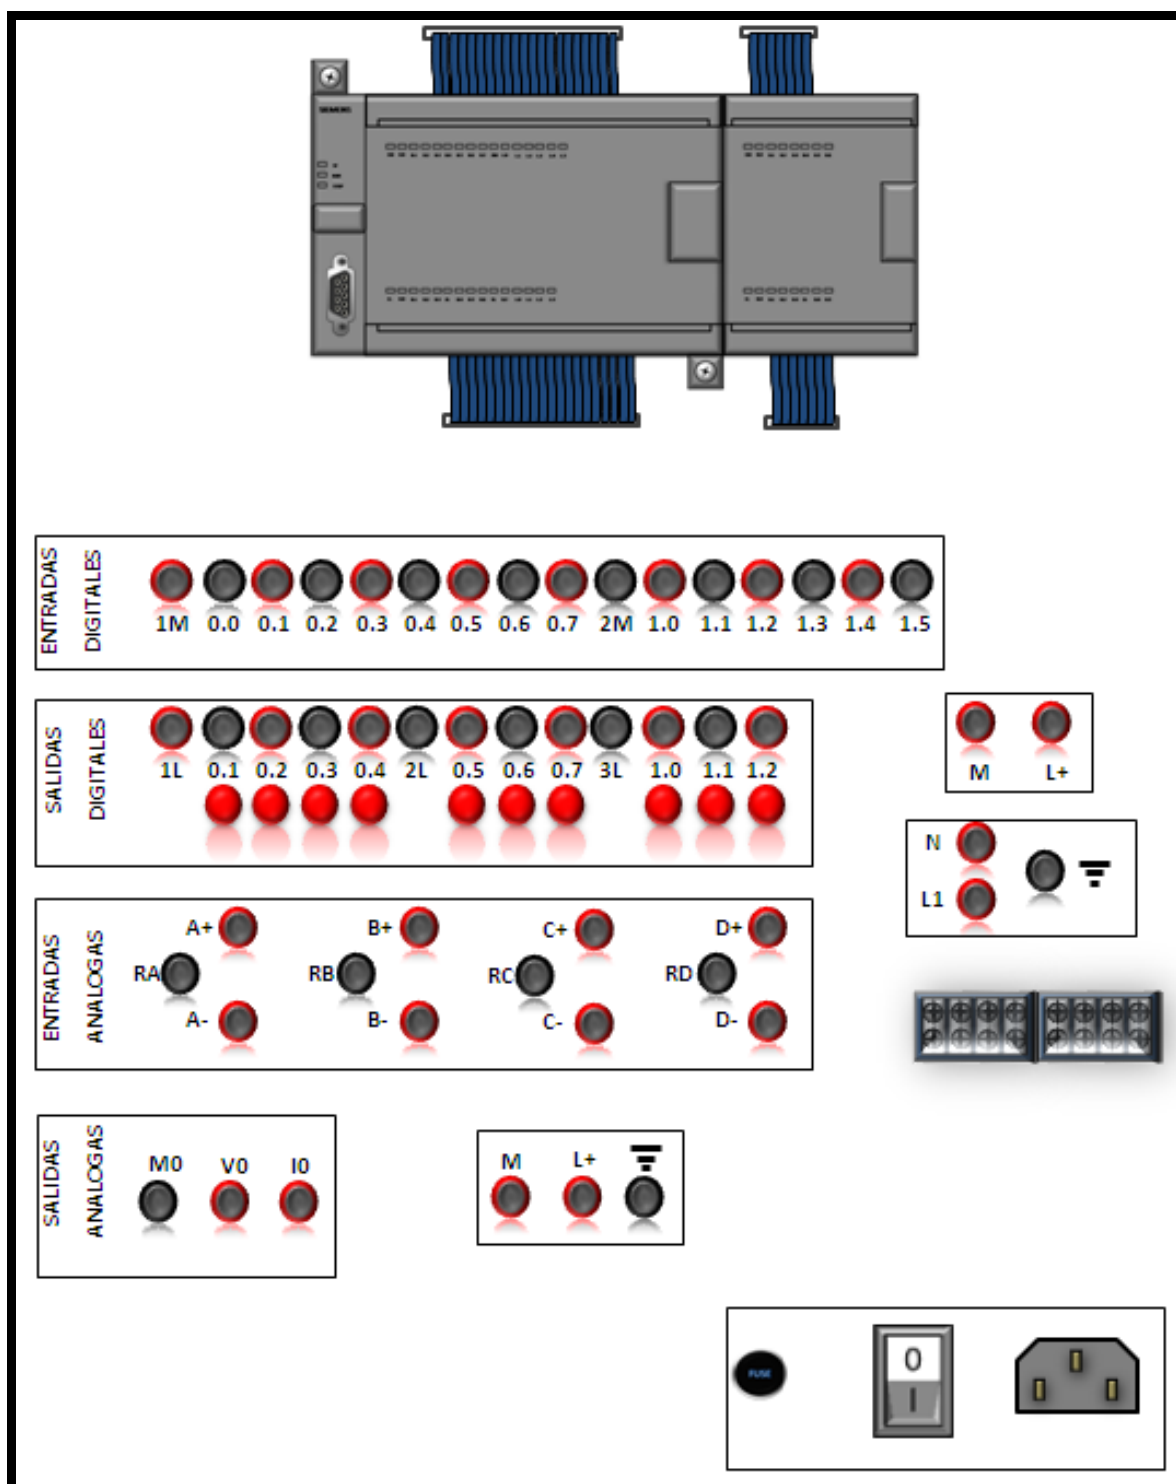 SIEMENS
ENTRADAS
DIGITALES
1M 0.0 0.1 0.2 0.3 0.4 0.5 0.6 0.7 2M 1.0 1.1 1.2 1.3 1.4 1.5
SALIDAS
DIGITALES
1L 0.1 0.2 0.3 0.4 2L 0.5 0.6 0.7 3L 1.0 1.1 1.2
M L+
N
L1
ENTRADAS
ANALOGAS
A+ B+ C+ D+
RA RB RC RD
A- B- C- D-
SALIDAS
ANALOGAS
M0 V0 I0
M L+
FUSE
0
I